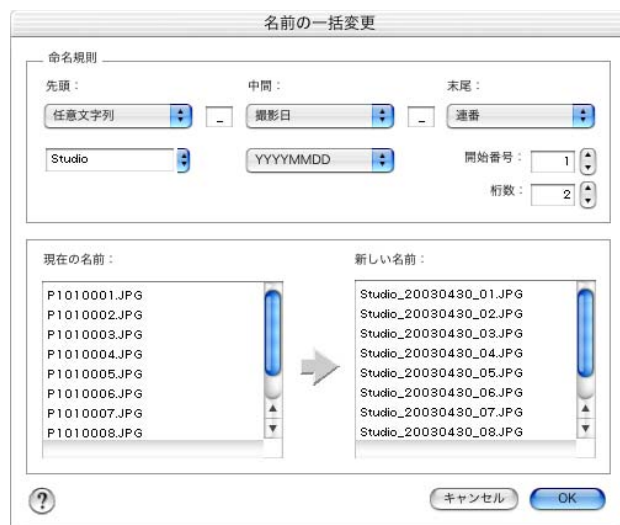 名前の一括変更
命名規則
先頭： 中間： 末尾：
任意文字列 _ 撮影日 _ 連番
Studio YYYYMMDD 開始番号： 1
桁数： 2
現在の名前： 新しい名前：
P1010001.JPG Studio_20030430_01.JPG
P1010002.JPG Studio_20030430_02.JPG
P1010003.JPG Studio_20030430_03.JPG
P1010004.JPG Studio_20030430_04.JPG
P1010005.JPG Studio_20030430_05.JPG
P1010006.JPG Studio_20030430_06.JPG
P1010007.JPG Studio_20030430_07.JPG
P1010008.JPG Studio_20030430_08.JPG
? キャンセル OK